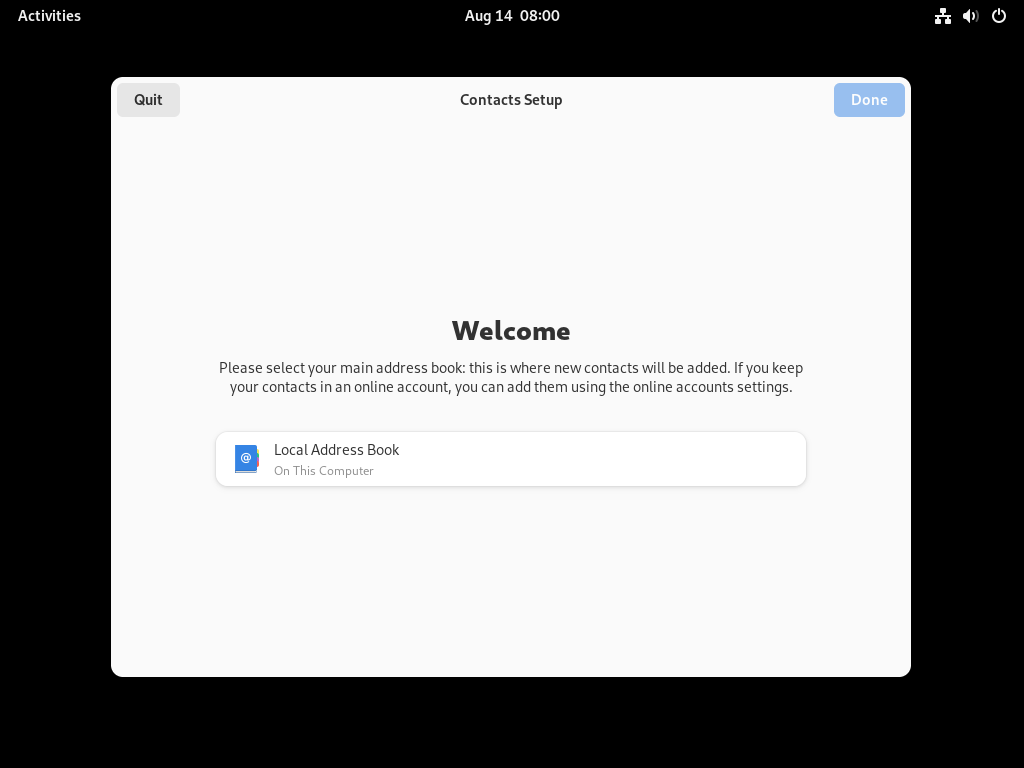 Activities
Aug 14 08:00
Quit
Contacts Setup
Done
Welcome
Please select your main address book: this is where new contacts will be added. If you keep
your contacts in an online account, you can add them using the online accounts settings.
@
Local Address Book
On This Computer